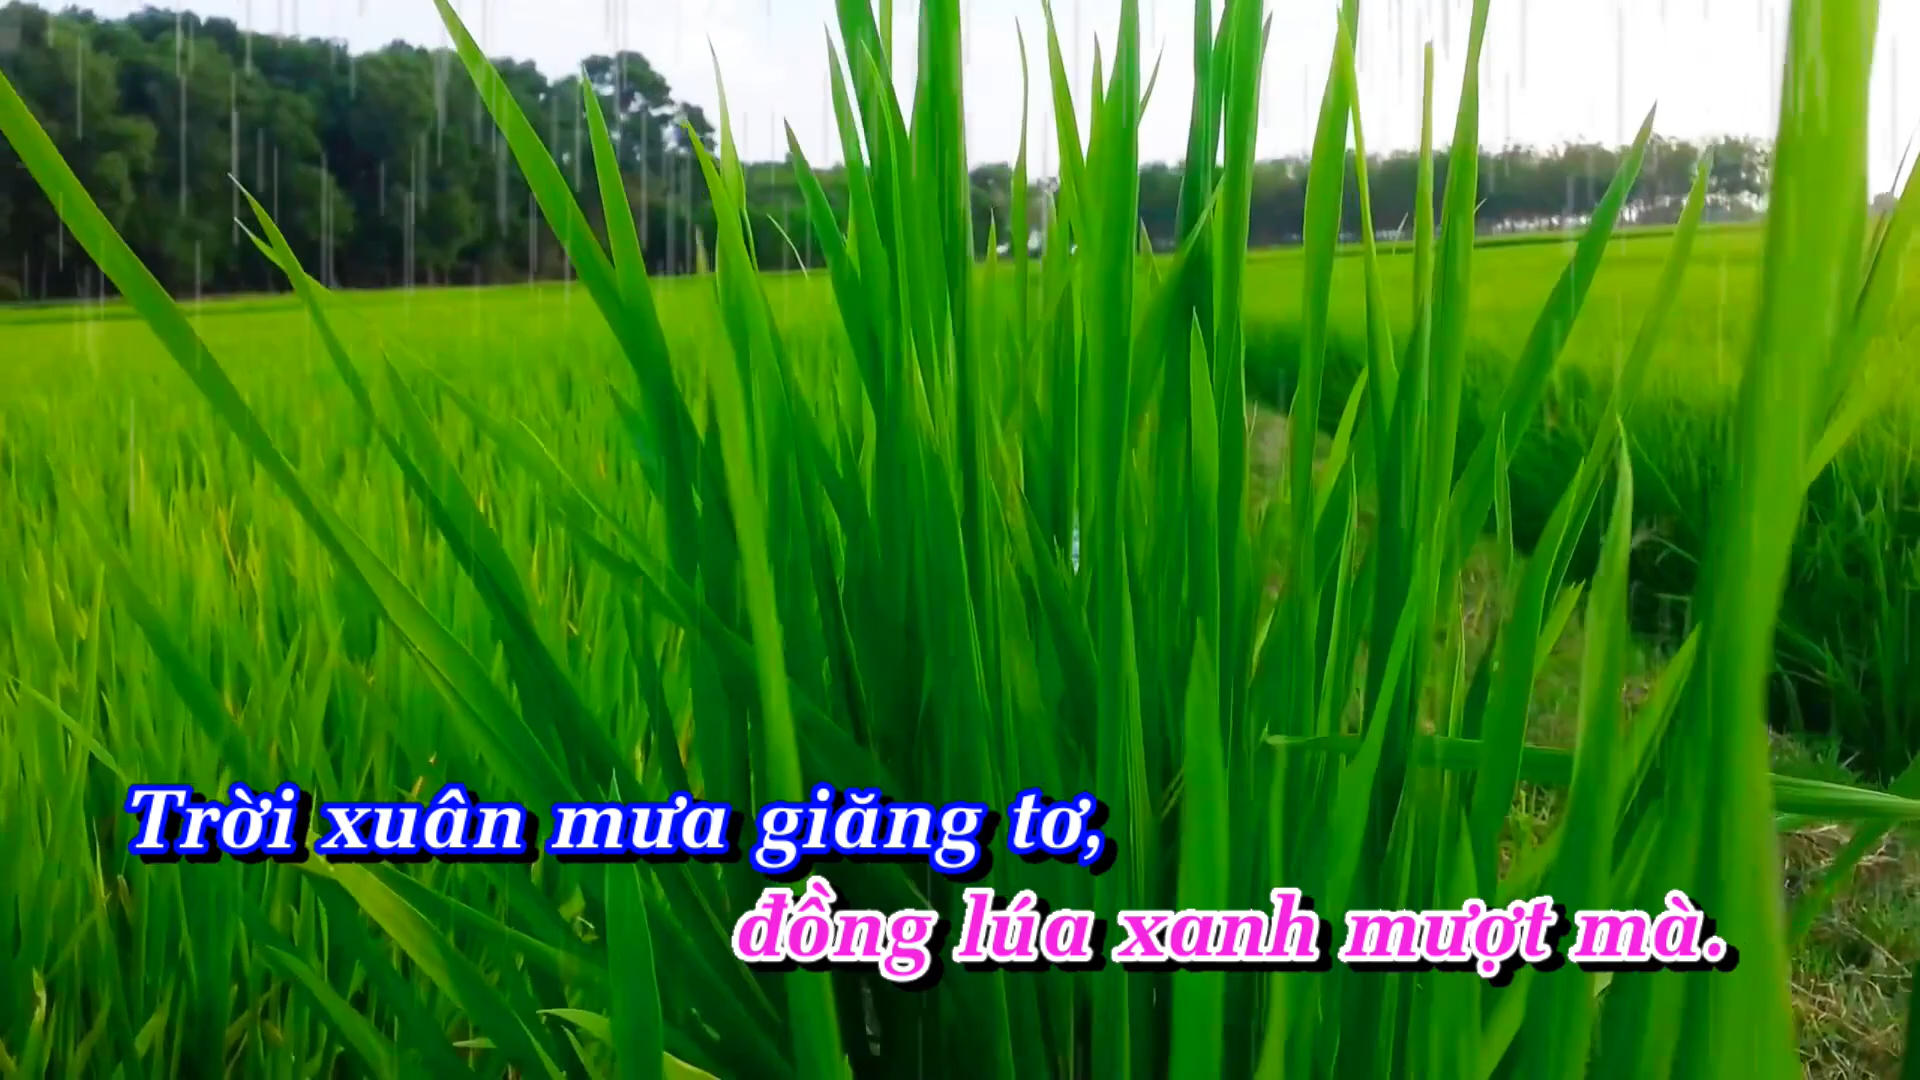 Trời xuân mưa giăng tơ,
đồng lúa xanh mượt mà.